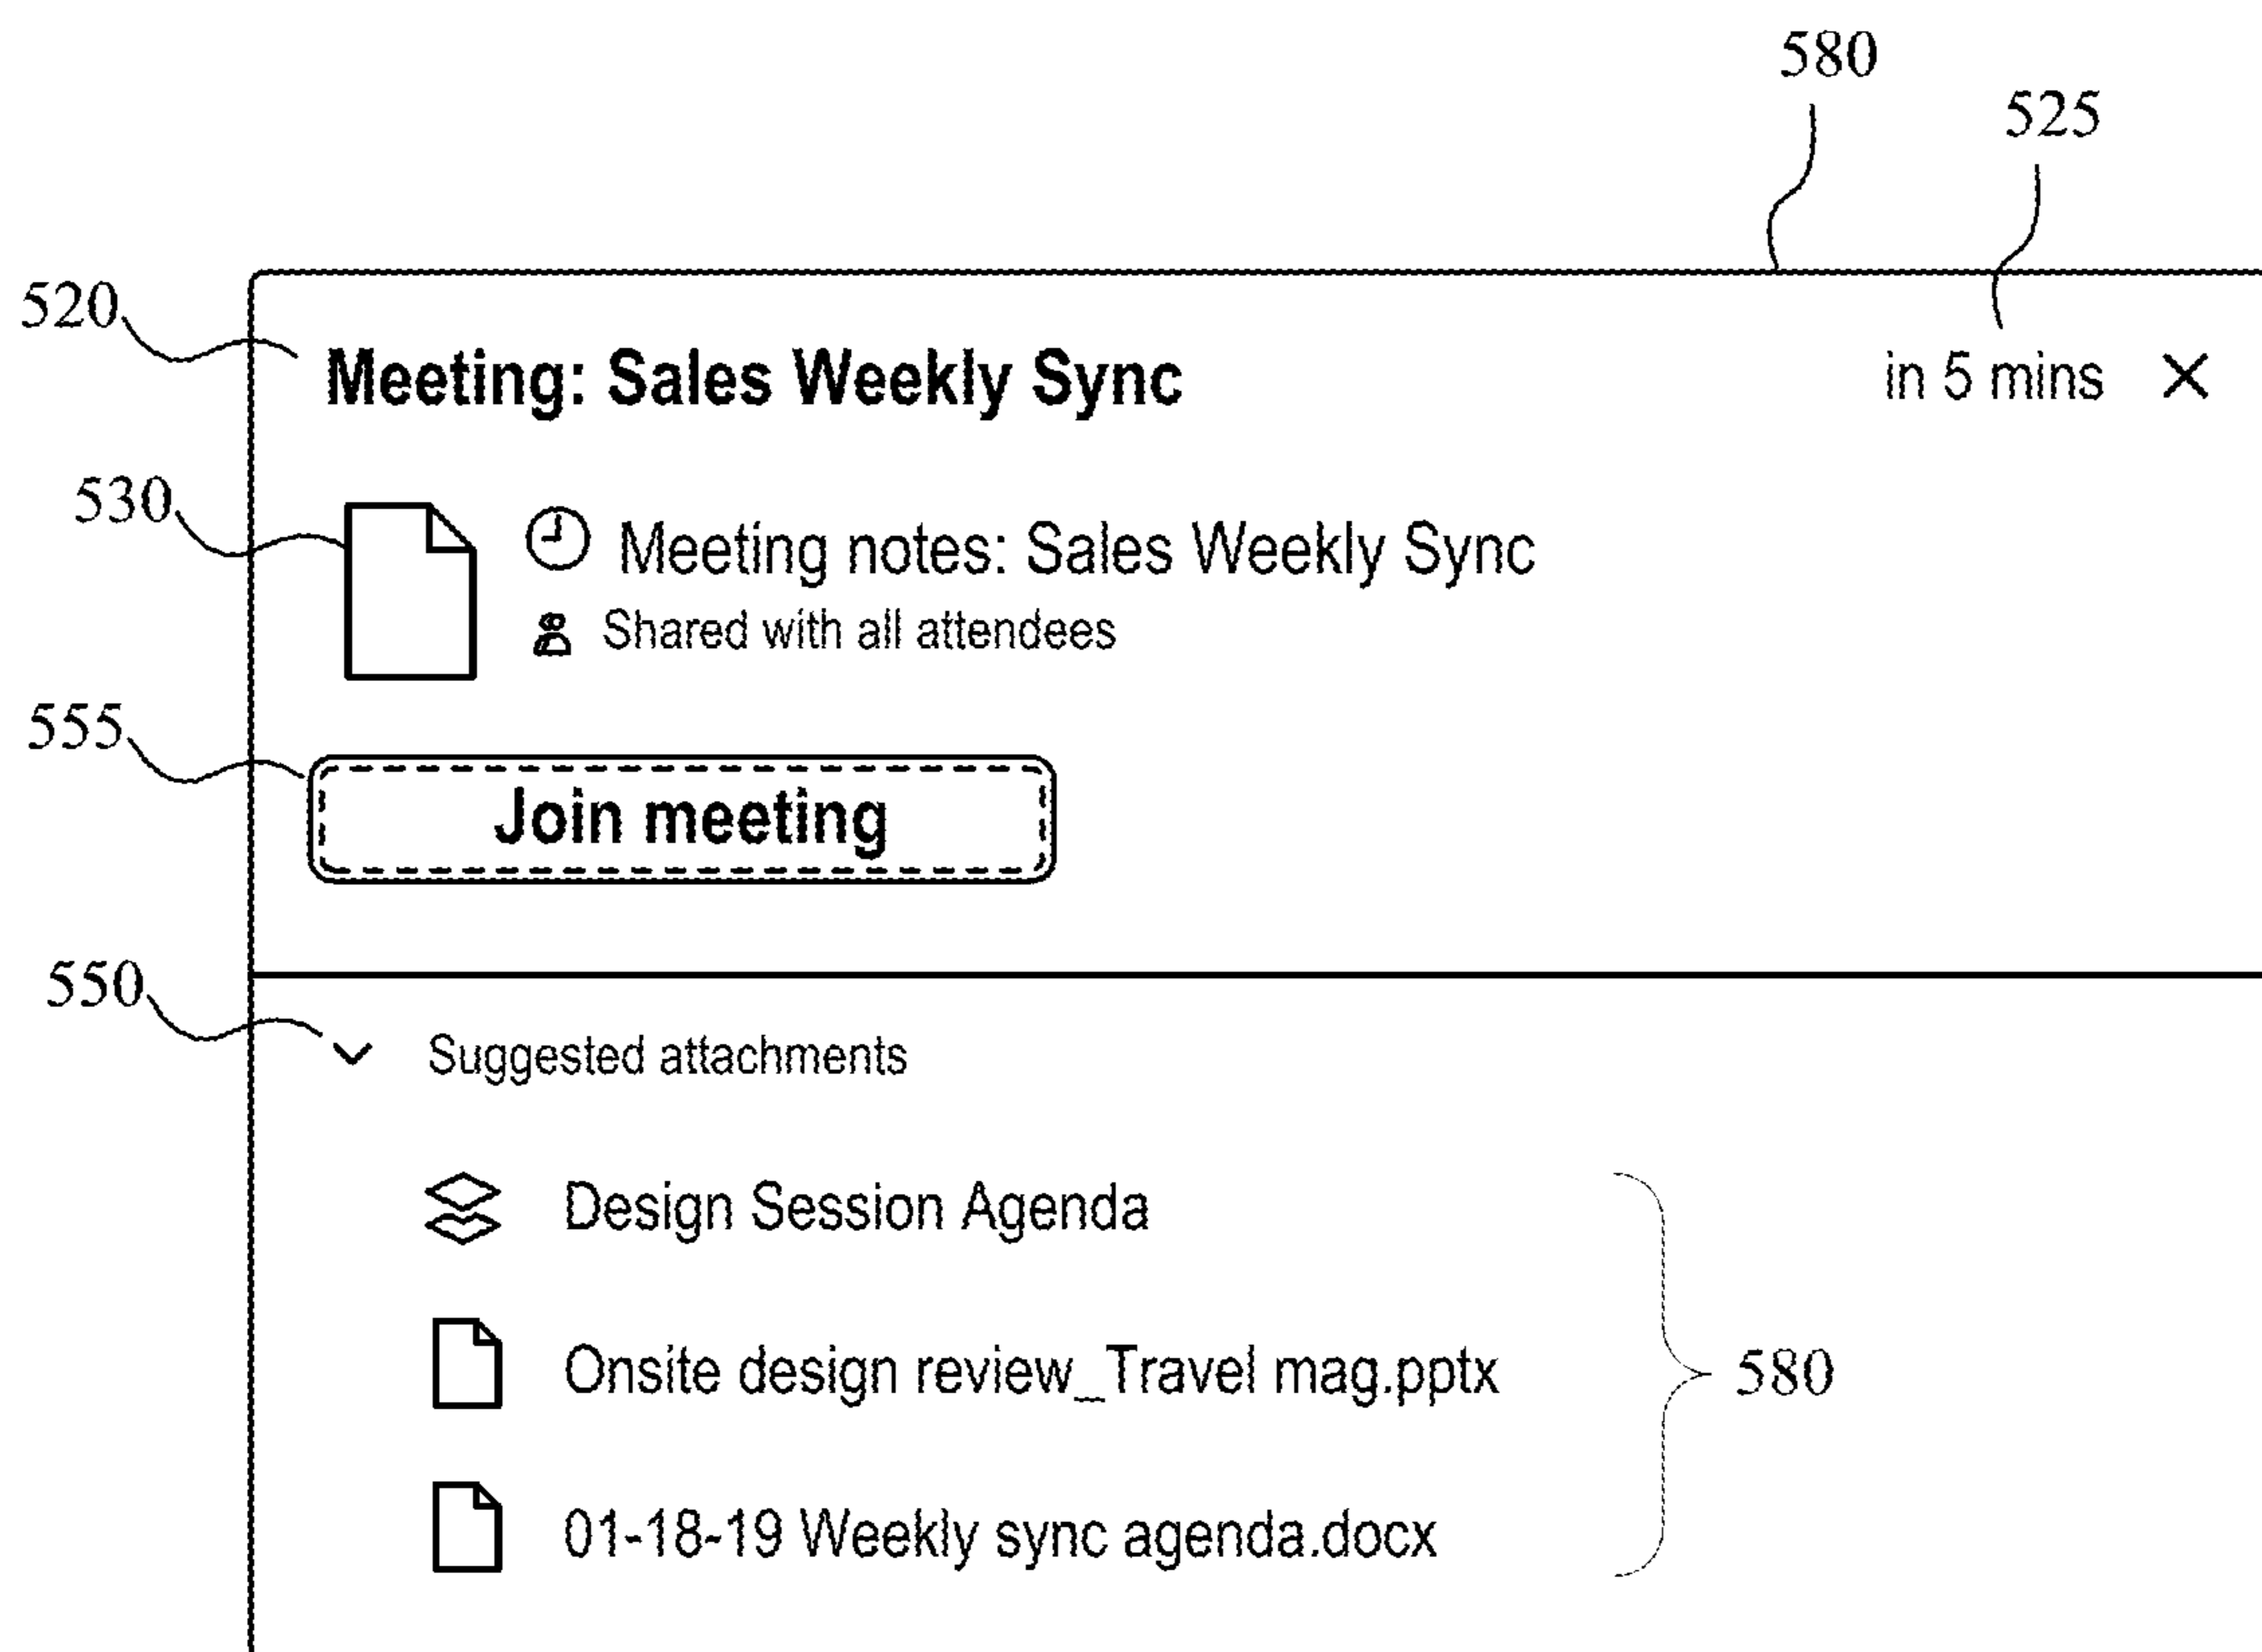 580
525
520
Meeting: Sales Weekly Sync
in 5 mins
530
Meeting notes: Sales Weekly Sync
Shared with all attendees
555
Join meeting
550
Suggested attachments
Design Session Agenda
Onsite design review_Travel mag.pptx
580
01-18-19 Weekly sync agenda.docx